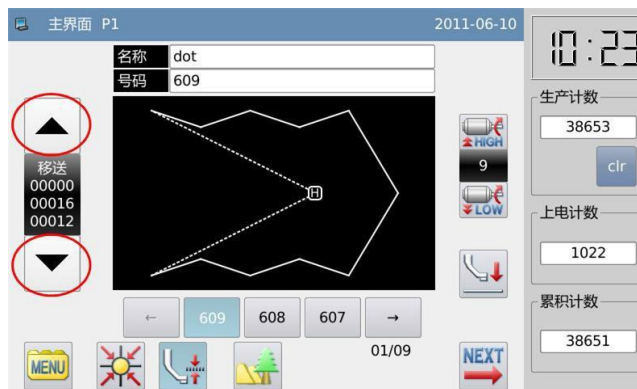 主界面 P1
2011-06-10
10:23
名称 dot
号码 609
移送
00000
00016
00012
H
HIGH
9
LOW
生产计数
38653
clr
上电计数
1022
累积计数
38651
← 609 608 607 →
01/09
MENU
NEXT